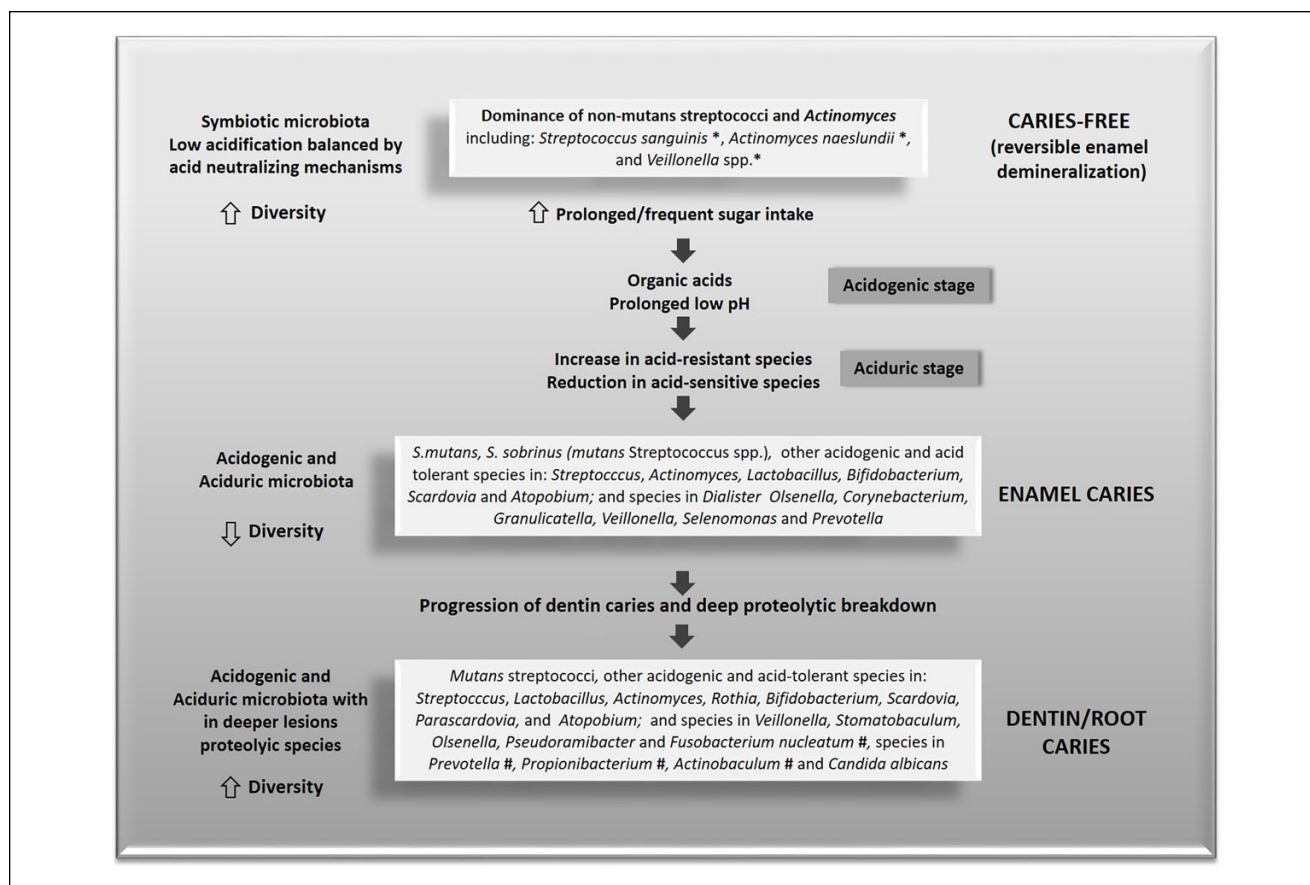 Symbiotic microbiota
Low acidification balanced by
acid neutralizing mechanisms
⇧ Diversity
Dominance of non-mutans streptococci and Actinomyces
including: Streptococcus sanguinis *, Actinomyces naeslundii *,
and Veillonella spp.*
CARIES-FREE
(reversible enamel
demineralization)
⇧ Prolonged/frequent sugar intake
Organic acids
Prolonged low pH
Acidogenic stage
Increase in acid-resistant species
Reduction in acid-sensitive species
Aciduric stage
Acidogenic and
Aciduric microbiota
⇩ Diversity
S.mutans, S. sobrinus (mutans Streptococcus spp.), other acidogenic and acid
tolerant species in: Streptocccus, Actinomyces, Lactobacillus, Bifidobacterium,
Scardovia and Atopobium; and species in Dialister Olsenella, Corynebacterium,
Granulicatella, Veillonella, Selenomonas and Prevotella
ENAMEL CARIES
Progression of dentin caries and deep proteolytic breakdown
Acidogenic and
Aciduric microbiota with
in deeper lesions
proteolyic species
⇧ Diversity
Mutans streptococci, other acidogenic and acid-tolerant species in:
Streptocccus, Lactobacillus, Actinomyces, Rothia, Bifidobacterium, Scardovia,
Parascardovia, and Atopobium; and species in Veillonella, Stomatobaculum,
Olsenella, Pseudoramibacter and Fusobacterium nucleatum #, species in
Prevotella #, Propionibacterium #, Actinobaculum # and Candida albicans
DENTIN/ROOT
CARIES